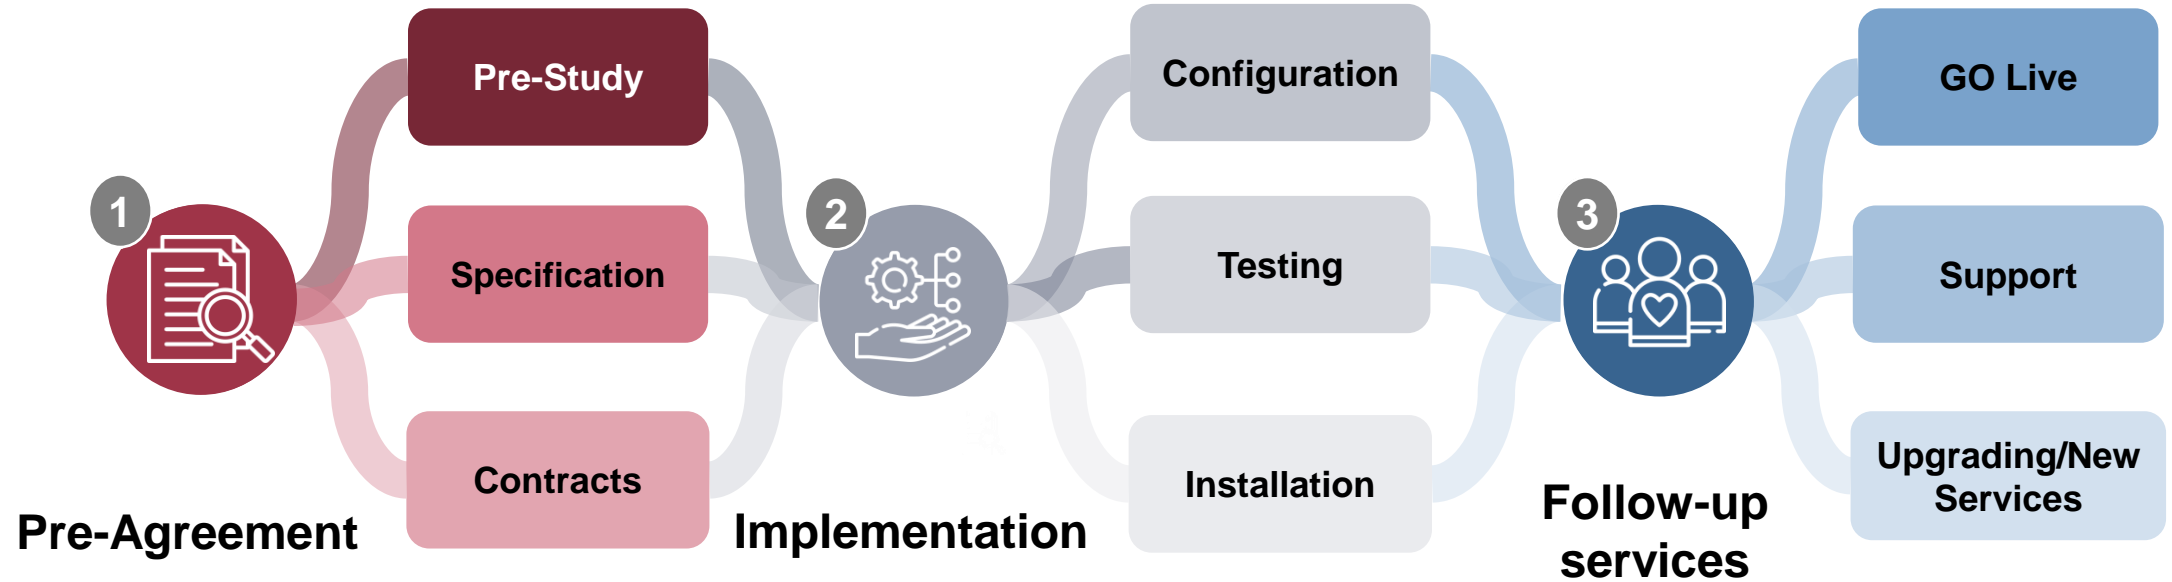 1
Pre-Agreement
Pre-Study
Specification
Contracts
2
Implementation
Configuration
Testing
Installation
3
Follow-up
services
GO Live
Support
Upgrading/New
Services